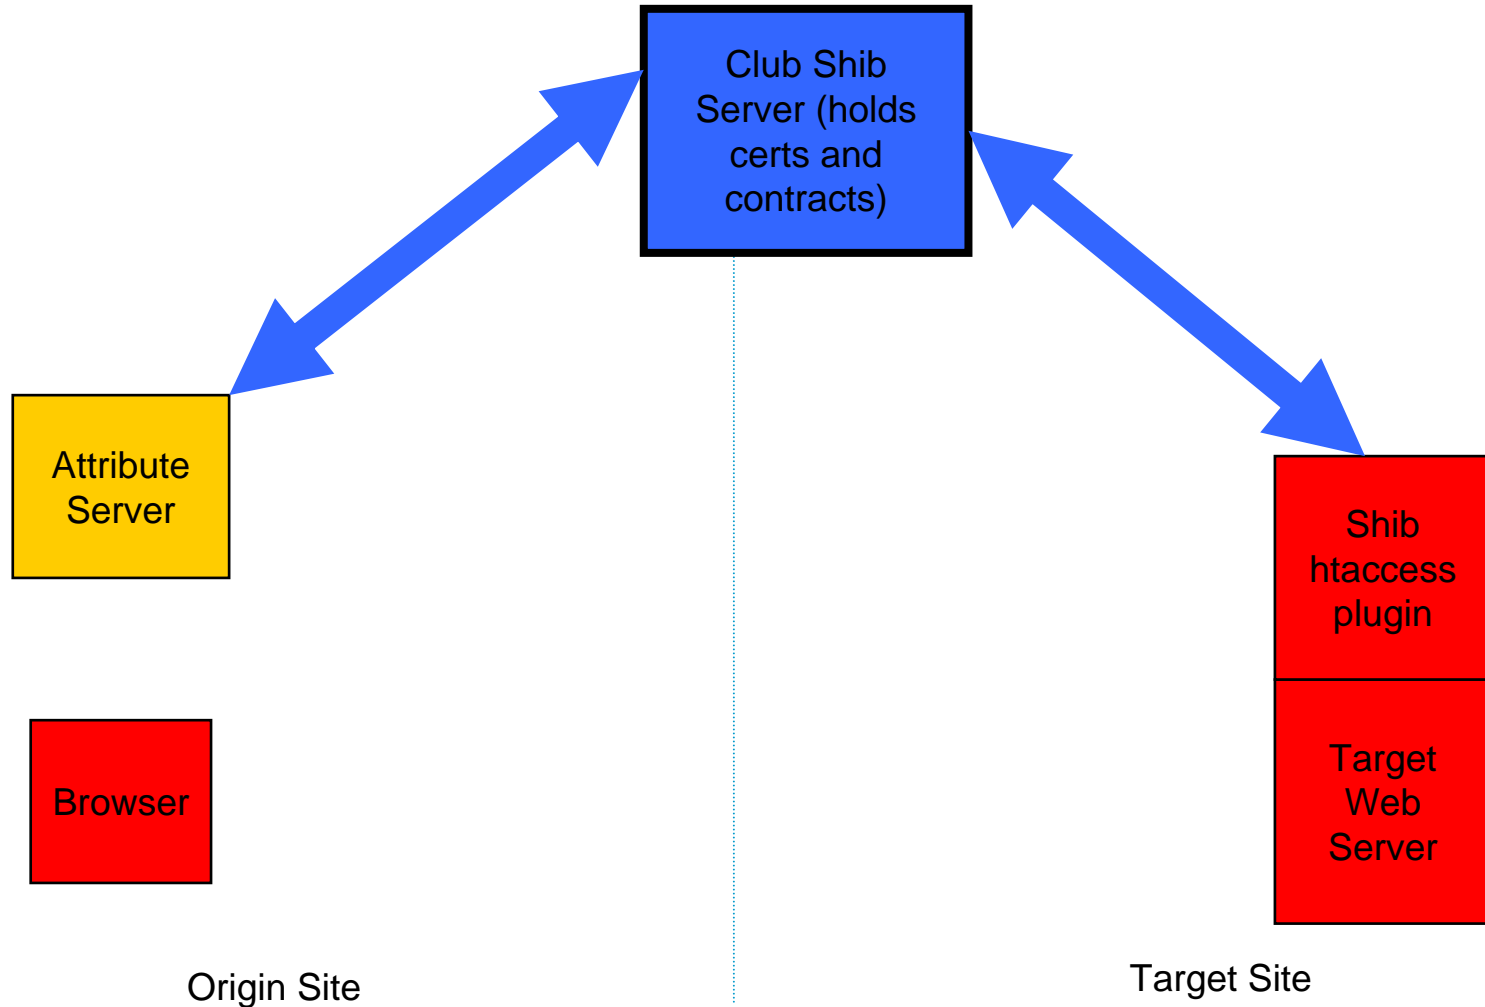 Club Shib
Server (holds
certs and
contracts)
Attribute
Server
Shib
htaccess
plugin
Browser
Target
Web
Server
Origin Site
Target Site